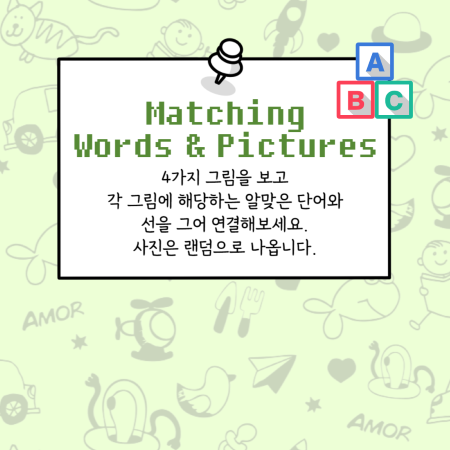 A
B C
Matching
Words & Pictures
4가지 그림을 보고
각 그림에 해당하는 알맞은 단어와
선을 그어 연결해보세요.
사진은 랜덤으로 나옵니다.
AMOR
AMOR